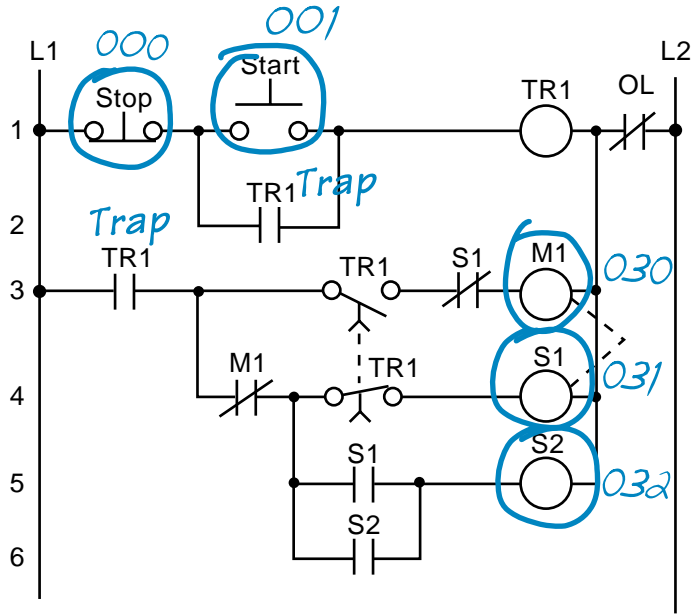 000 001
L1 L2
Stop Start TR1 OL
1
TR1 Trap
2 Trap
TR1 TR1 S1 M1 030
3
M1 TR1 S1 031
4
S1 S2
5 032
S2
6